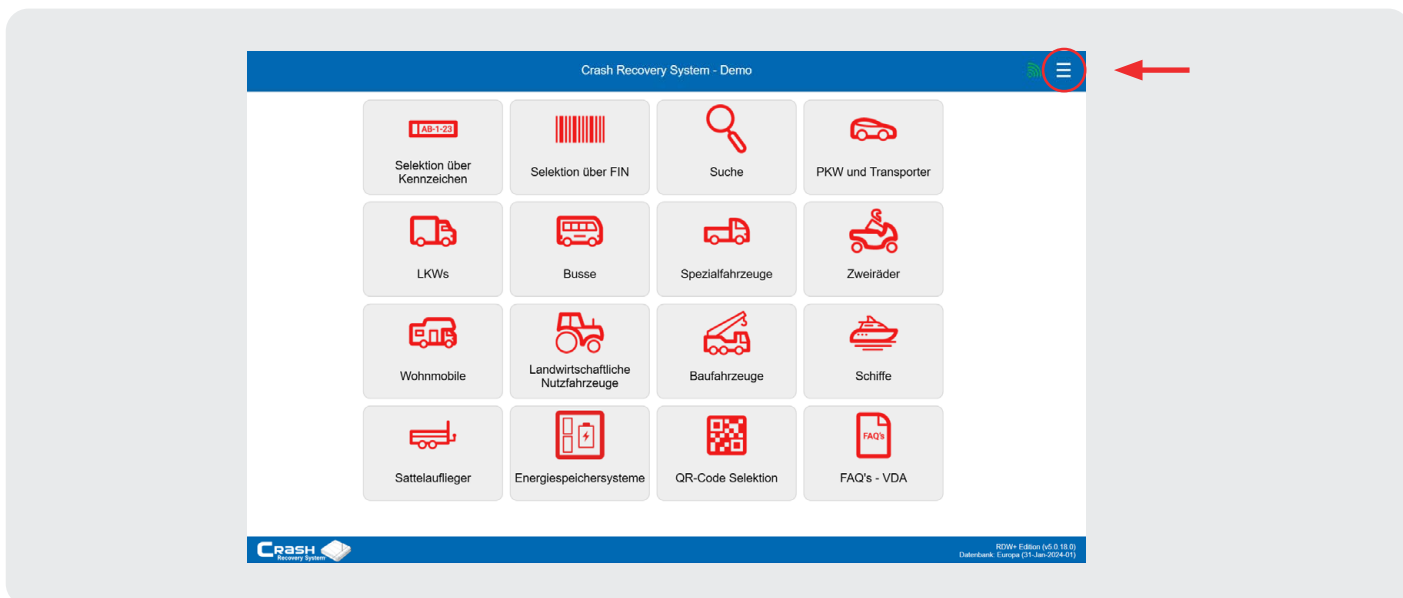 Crash Recovery System - Demo
AB-1-23
Selektion über
Kennzeichen
Selektion über FIN
Suche
PKW und Transporter
LKWs
Busse
Spezialfahrzeuge
Zweiräder
Wohnmobile
Landwirtschaftliche
Nutzfahrzeuge
Baufahrzeuge
Schiffe
Sattelauflieger
Energiespeichersysteme
QR-Code Selektion
FAQ's
FAQ's - VDA
CRASH
Recovery System
RDW+ Edition (v5.0.18.0)
Datenbank: Europa (31-Jan-2024-01)